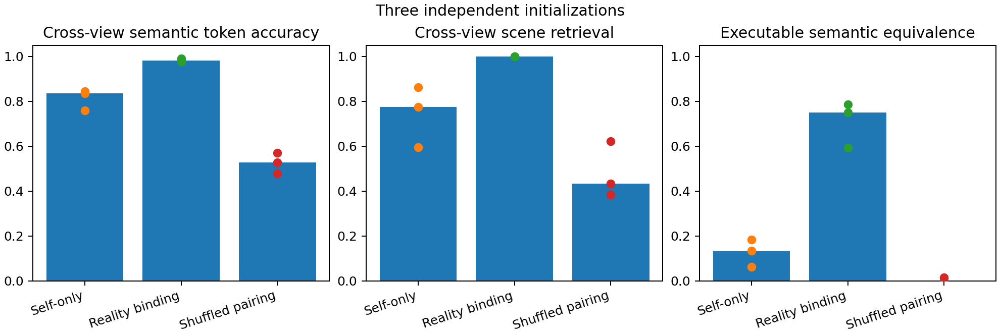 Three independent initializations
Cross-view semantic token accuracy
1.0
0.8
0.6
0.4
0.2
0.0
Self-only
Reality binding
Shuffled pairing
Cross-view scene retrieval
1.0
0.8
0.6
0.4
0.2
0.0
Self-only
Reality binding
Shuffled pairing
Executable semantic equivalence
1.0
0.8
0.6
0.4
0.2
0.0
Self-only
Reality binding
Shuffled pairing